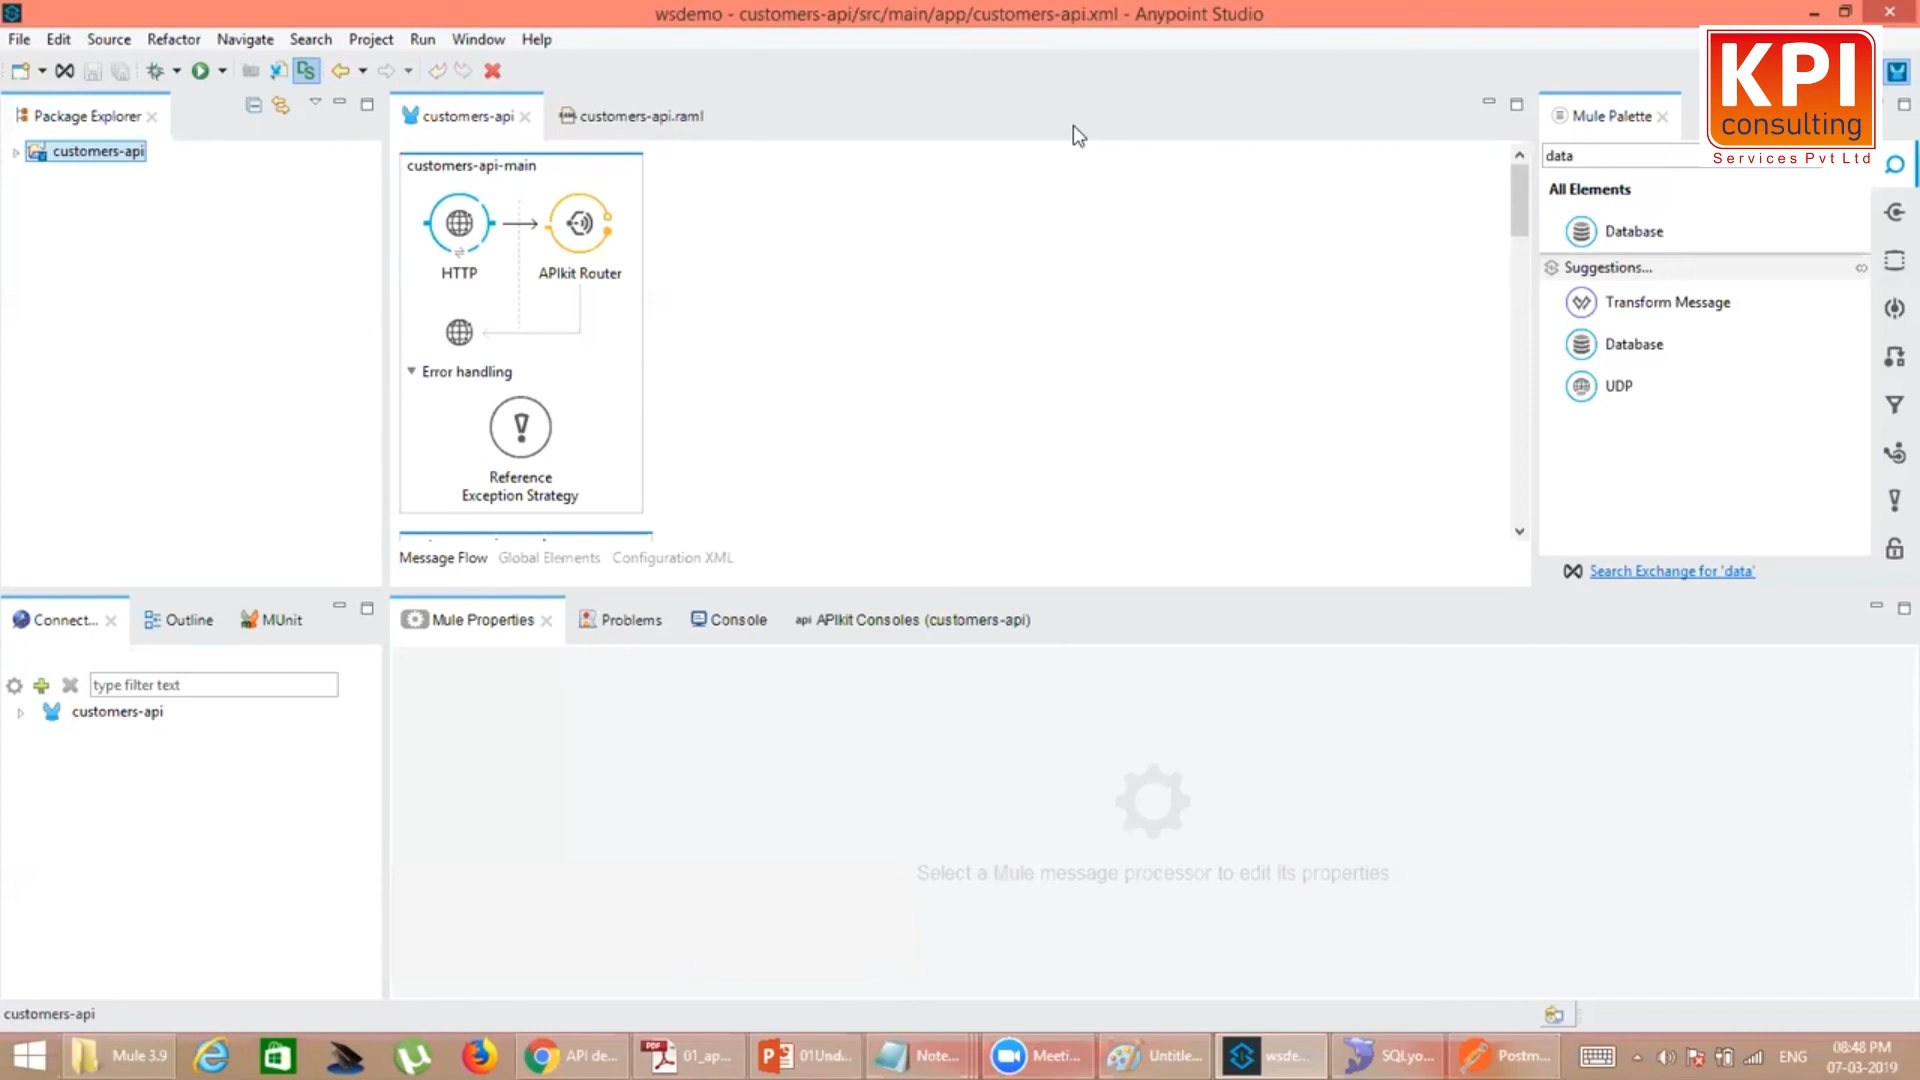 wsdemo - customers-api/src/main/app/customers-api.xml - Anypoint Studio
File Edit Source Refactor Navigate Search Project Run Window Help
KPI
consulting
Services Pvt Ltd
Package Explorer
customers-api
customers-api
customers-api.raml
customers-api-main
HTTP
APIkit Router
Error handling
Reference
Exception Strategy
Message Flow Global Elements Configuration XML
Mule Palette
data
All Elements
Database
Suggestions...
Transform Message
Database
UDP
Search Exchange for 'data'
Connect... Outline MUnit
type filter text
customers-api
Mule Properties Problems Console api APIkit Consoles (customers-api)
Select a Mule message processor to edit its properties
customers-api
Mule 3.9
API de...
PDF
01_ap...
01Und...
Note...
Meeti...
Untitle...
wsde...
SQLyo...
Postm...
ENG
08:48 PM
07-03-2019